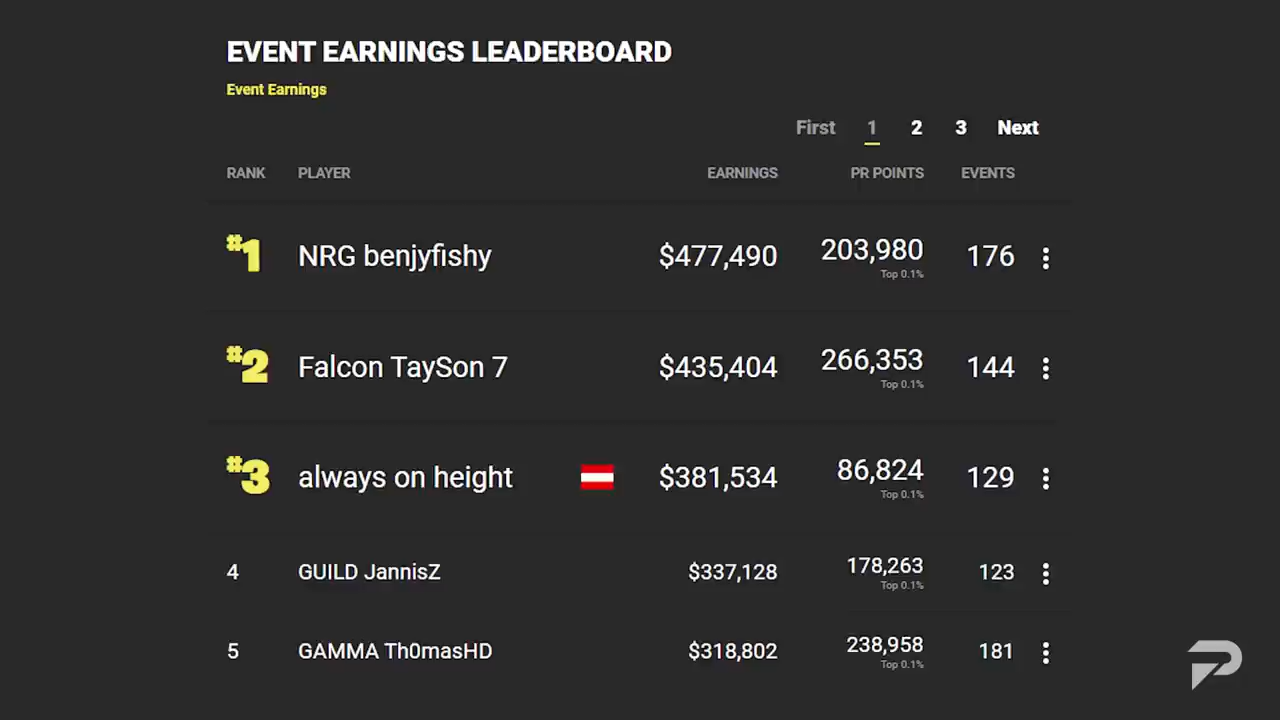 EVENT EARNINGS LEADERBOARD
Event Earnings
First 1 2 3 Next
RANK PLAYER EARNINGS PR POINTS EVENTS
#1 NRG benjyfishy $477,490 203,980 176
Top 0.1%
#2 Falcon TaySon 7 $435,404 266,353 144
Top 0.1%
#3 always on height $381,534 86,824 129
Top 0.1%
4 GUILD JannisZ $337,128 178,263 123
Top 0.1%
5 GAMMA Th0masHD $318,802 238,958 181
Top 0.1%